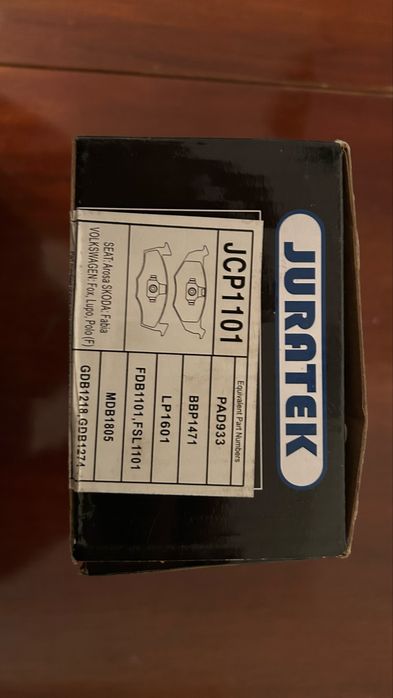 JURATEK
JCP1101
SEAT: Arosa SKODA: Fabia
VOLKSWAGEN: Fox, Lupo, Polo(F)
Equivalent Part Numbers
PAD933
BBP1471
LP1601
FDB1101,FSL1101
MDB1805
GDB1218,GDB1274